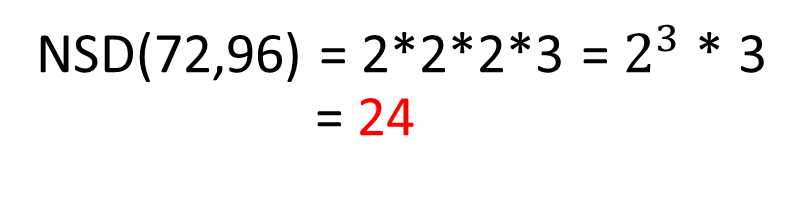 NSD(72,96) = 2*2*2*3 = 2³ * 3
= 24